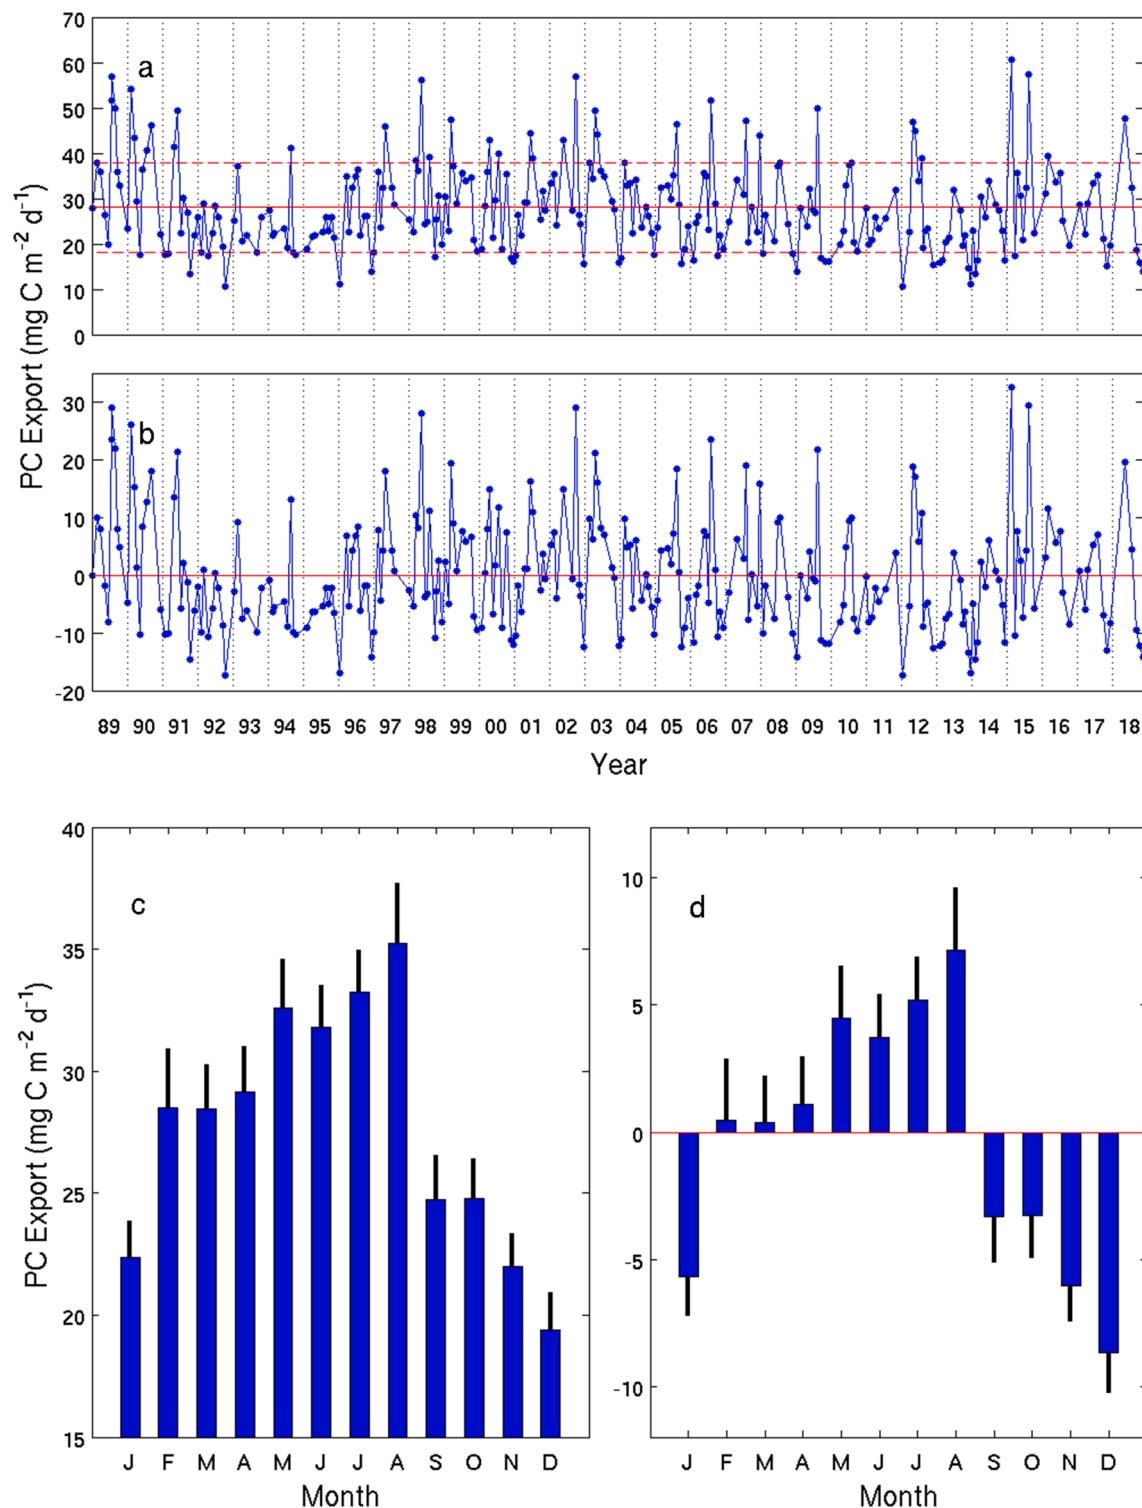 70
60
50
40
30
20
10
0
a
PC Export (mg C m⁻² d⁻¹)
30
20
10
0
-10
-20
b
89 90 91 92 93 94 95 96 97 98 99 00 01 02 03 04 05 06 07 08 09 10 11 12 13 14 15 16 17 18
Year
40
35
30
25
20
15
c
PC Export (mg C m⁻² d⁻¹)
J F M A M J J A S O N D
Month
10
5
0
-5
-10
d
J F M A M J J A S O N D
Month